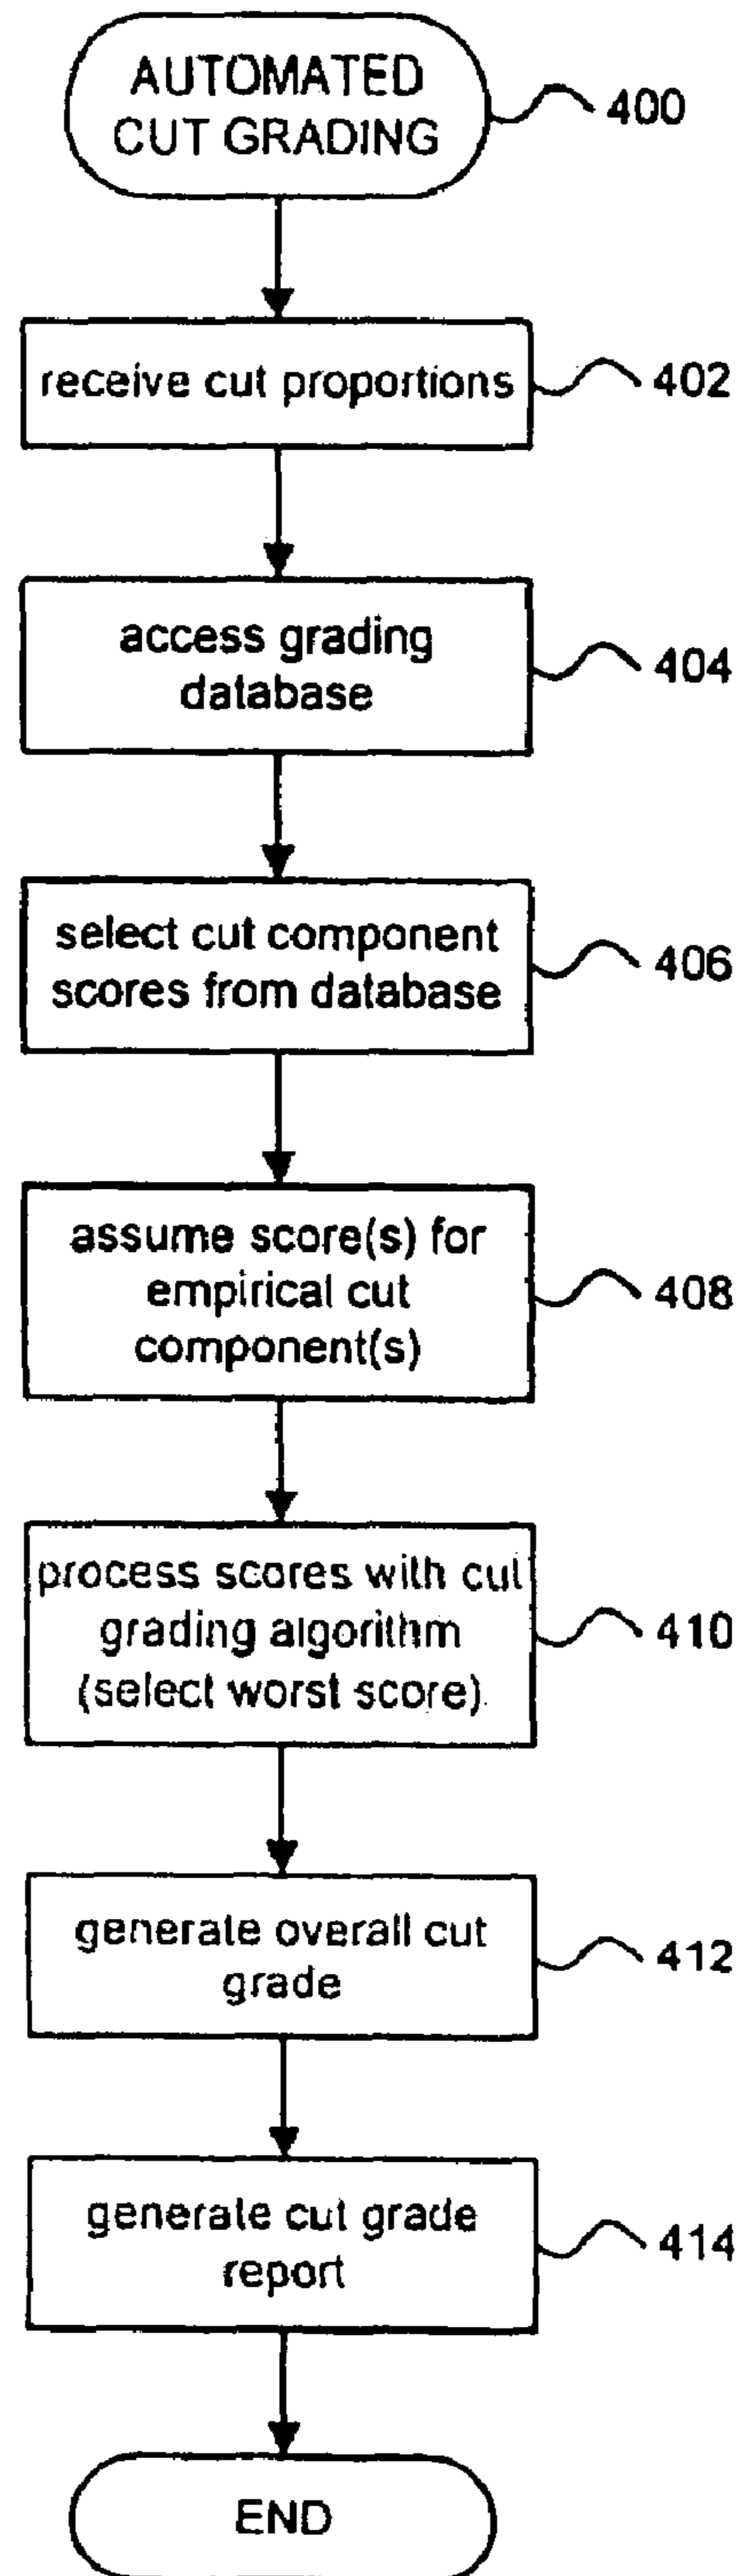 AUTOMATED
CUT GRADING
400
receive cut proportions
402
access grading
database
404
select cut component
scores from database
406
assume score(s) for
empirical cut
component(s)
408
process scores with cut
grading algorithm
(select worst score)
410
generate overall cut
grade
412
generate cut grade
report
414
END